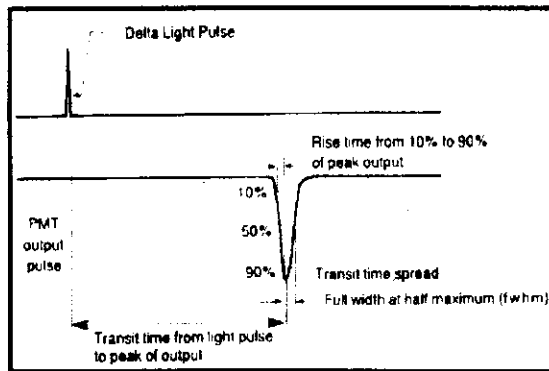 Delta Light Pulse
Rise time from 10% to 90%
of peak output
10%
PMT
output
pulse
50%
90%
Transit time spread
Full width at half maximum (fwhm)
Transit time from light pulse
to peak of output